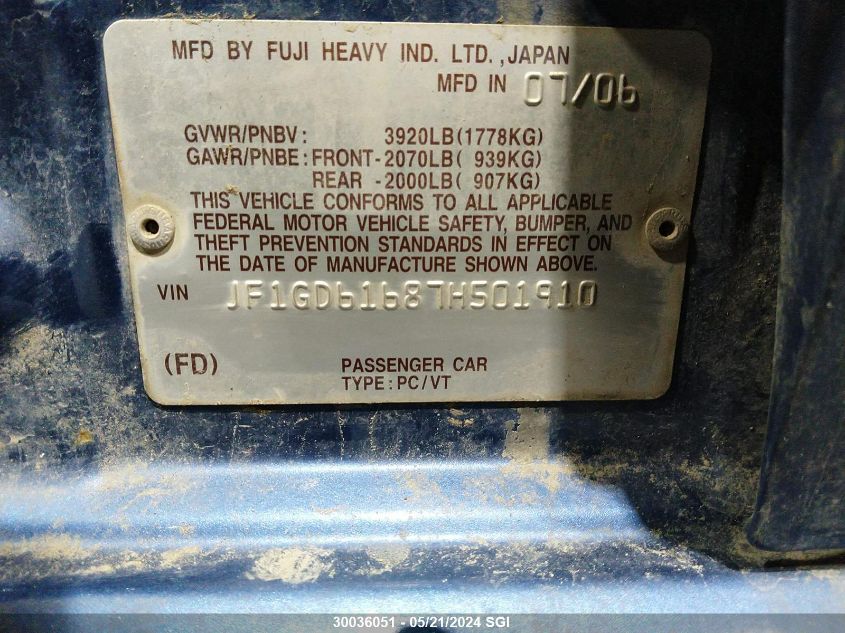 MFD BY FUJI HEAVY IND. LTD., JAPAN
MFD IN 07/06
GVWR/PNBV: 3920LB(1778KG)
GAWR/PNBE: FRONT-2070LB( 939KG)
REAR -2000LB( 907KG)
THIS VEHICLE CONFORMS TO ALL APPLICABLE
FEDERAL MOTOR VEHICLE SAFETY, BUMPER, AND
THEFT PREVENTION STANDARDS IN EFFECT ON
THE DATE OF MANUFACTURE SHOWN ABOVE.
VIN JF1GD61687H501910
(FD) PASSENGER CAR
TYPE: PC/VT
30036051 - 05/21/2024 SGI